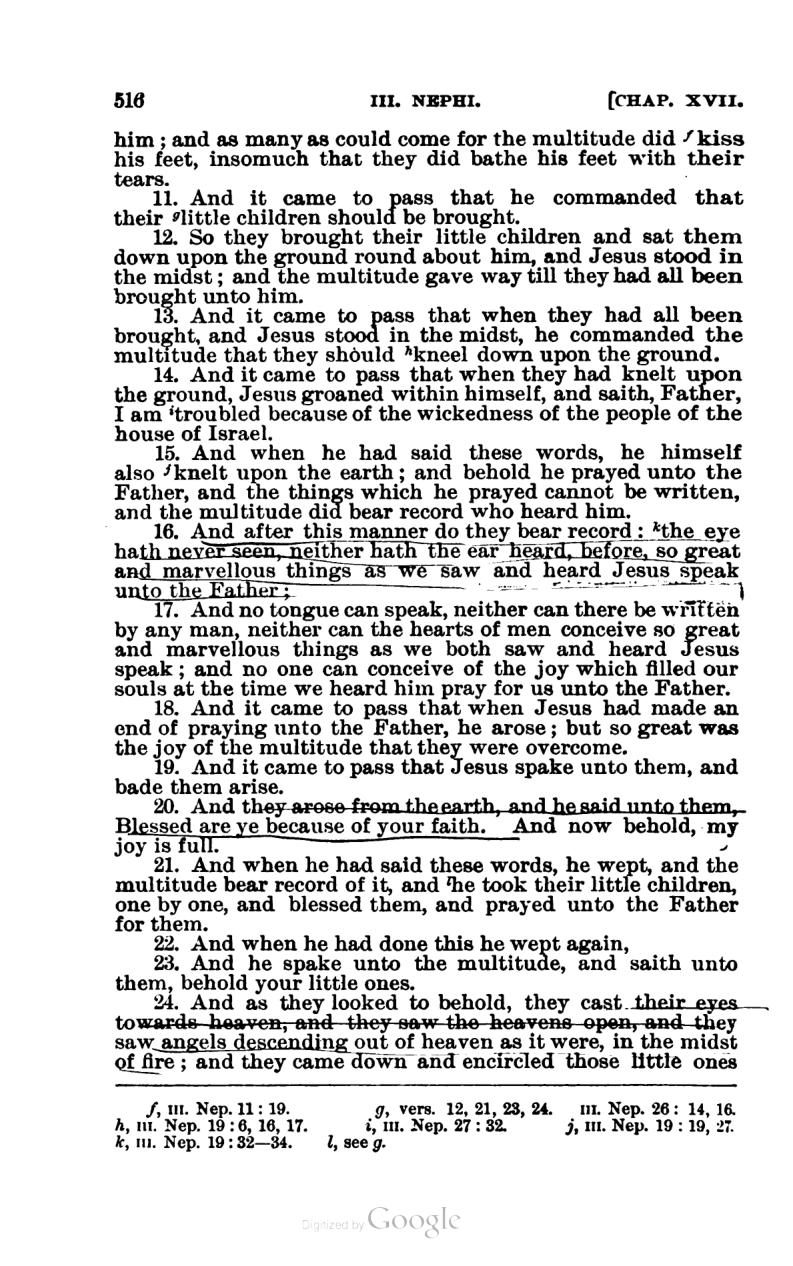 516 III. NEPHI. [CHAP. XVII.
him ; and as many as could come for the multitude did f kiss
his feet, insomuch that they did bathe his feet with their
tears.
11. And it came to pass that he commanded that
their g little children should be brought.
12. So they brought their little children and sat them
down upon the ground round about him, and Jesus stood in
the midst ; and the multitude gave way till they had all been
brought unto him.
13. And it came to pass that when they had all been
brought, and Jesus stood in the midst, he commanded the
multitude that they should h kneel down upon the ground.
14. And it came to pass that when they had knelt upon
the ground, Jesus groaned within himself, and saith, Father,
I am i troubled because of the wickedness of the people of the
house of Israel.
15. And when he had said these words, he himself
also j knelt upon the earth ; and behold he prayed unto the
Father, and the things which he prayed cannot be written,
and the multitude did bear record who heard him.
16. And after this manner do they bear record : k the eye
hath never seen, neither hath the ear heard, before, so great
and marvellous things as we saw and heard Jesus speak
unto the Father ;
17. And no tongue can speak, neither can there be written
by any man, neither can the hearts of men conceive so great
and marvellous things as we both saw and heard Jesus
speak ; and no one can conceive of the joy which filled our
souls at the time we heard him pray for us unto the Father.
18. And it came to pass that when Jesus had made an
end of praying unto the Father, he arose ; but so great was
the joy of the multitude that they were overcome.
19. And it came to pass that Jesus spake unto them, and
bade them arise.
20. And they arose from the earth, and he said unto them,
Blessed are ye because of your faith. And now behold, my
joy is full.
21. And when he had said these words, he wept, and the
multitude bear record of it, and l he took their little children,
one by one, and blessed them, and prayed unto the Father
for them.
22. And when he had done this he wept again,
23. And he spake unto the multitude, and saith unto
them, behold your little ones.
24. And as they looked to behold, they cast their eyes
towards heaven, and they saw the heavens open, and they
saw angels descending out of heaven as it were, in the midst
of fire ; and they came down and encircled those little ones
f, III. Nep. 11 : 19. g, vers. 12, 21, 23, 24. III. Nep. 26 : 14, 16.
h, III. Nep. 19 : 6, 16, 17. i, III. Nep. 27 : 32. j, III. Nep. 19 : 19, 27.
k, III. Nep. 19 : 32—34. l, see g.
Digitized by Google